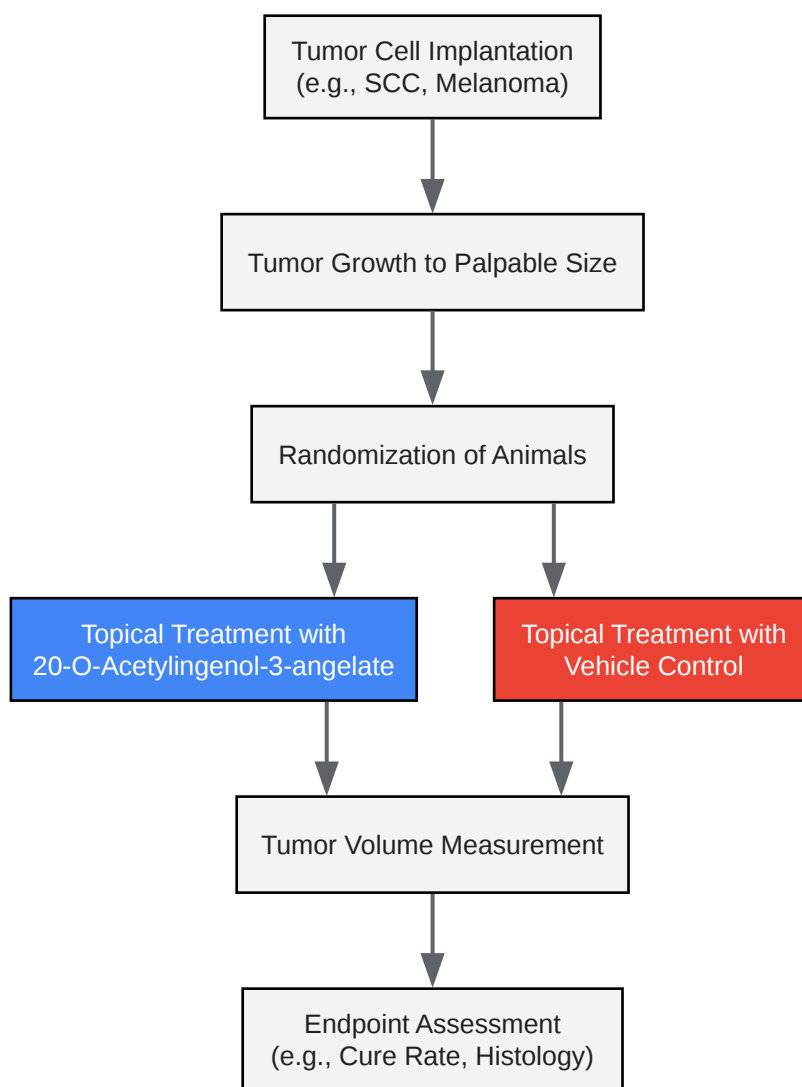 Tumor Cell Implantation
(e.g., SCC, Melanoma)
Tumor Growth to Palpable Size
Randomization of Animals
Topical Treatment with
20-O-Acetylingenol-3-angelate
Topical Treatment with
Vehicle Control
Tumor Volume Measurement
Endpoint Assessment
(e.g., Cure Rate, Histology)